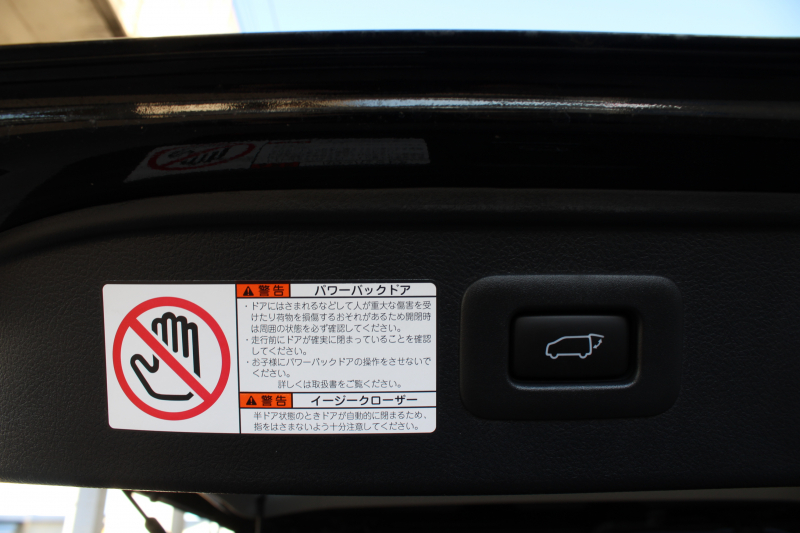 警告 パワーバックドア
・ドアにはさまれるなどして人が重大な傷害を受
けたり荷物を損傷するおそれがあるため開閉時
は周囲の状態を必ず確認してください。
・走行前にドアが確実に閉まっていることを確認
してください。
・お子様にパワーバックドアの操作をさせないで
ください。
詳しくは取扱書をご覧ください。
警告 イージークローザー
半ドア状態のときドアが自動的に閉まるため、
指をはさまないよう十分注意してください。